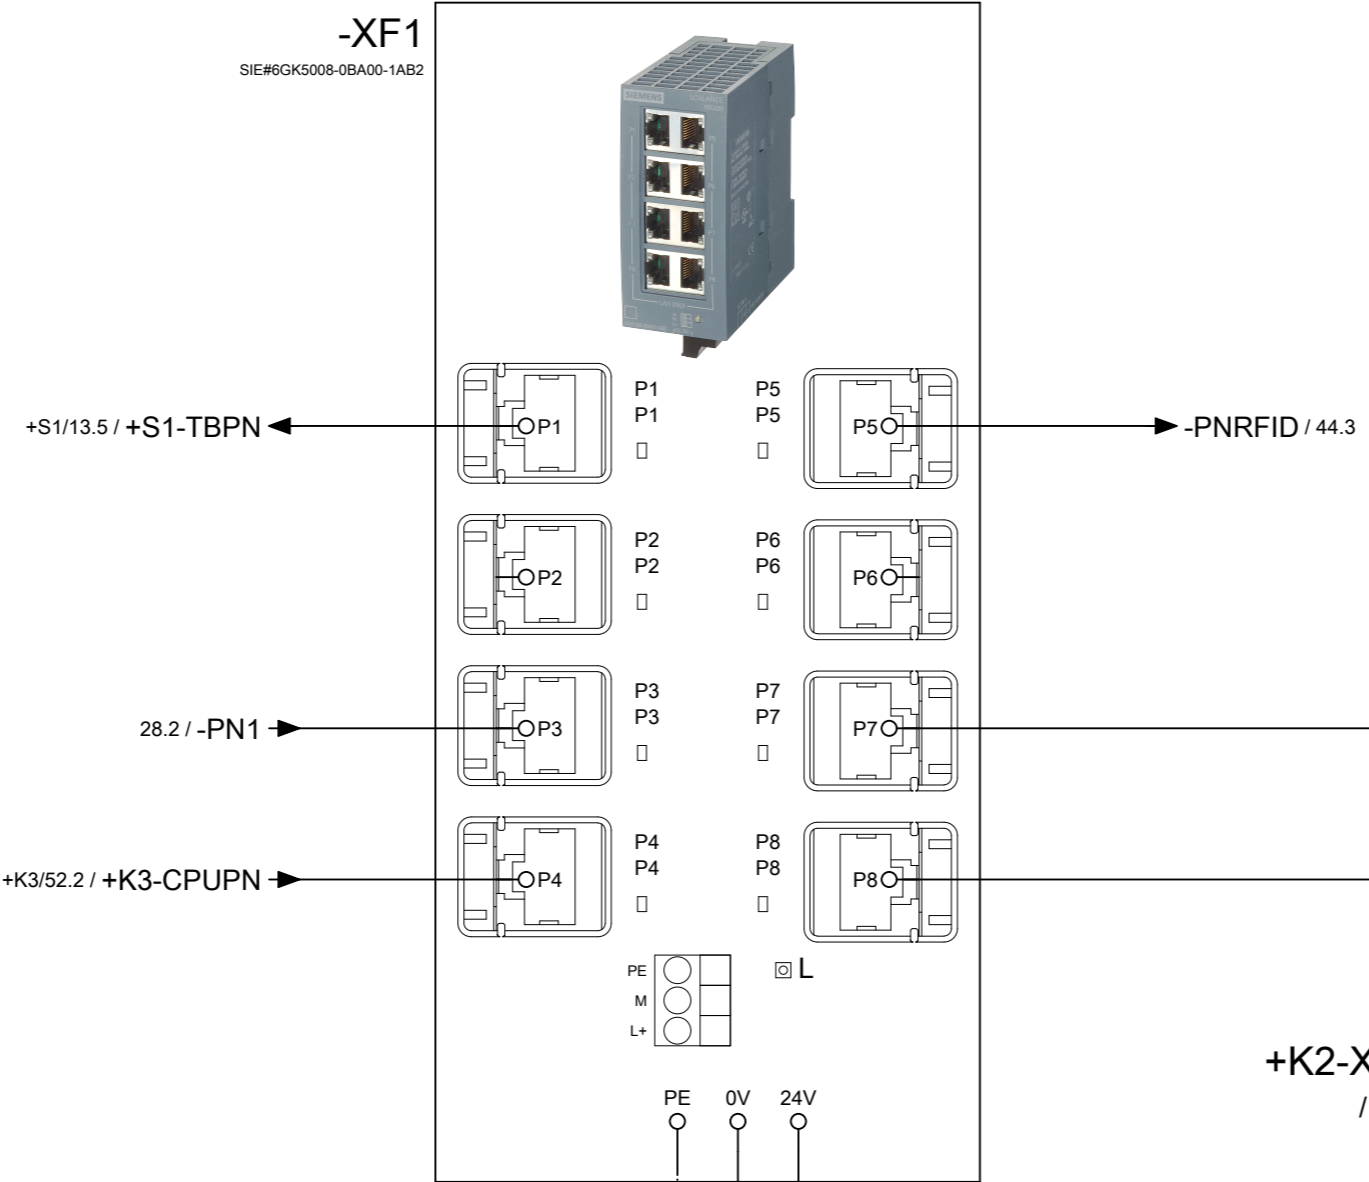 -XF1
SIE#6GK5008-0BA00-1AB2
SIEMENS
P1 P5
P1 P5
+S1/13.5 / +S1-TBPN P1 P5 -PNRFID / 44.3
P2 P6
P2 P6
P2 P6
P3 P7
P3 P7
28.2 / -PN1 P3 P7
P4 P8
P4 P8
+K3/52.2 / +K3-CPUPN P4 P8
PE L
M
L+
+K2-X
/
PE 0V 24V